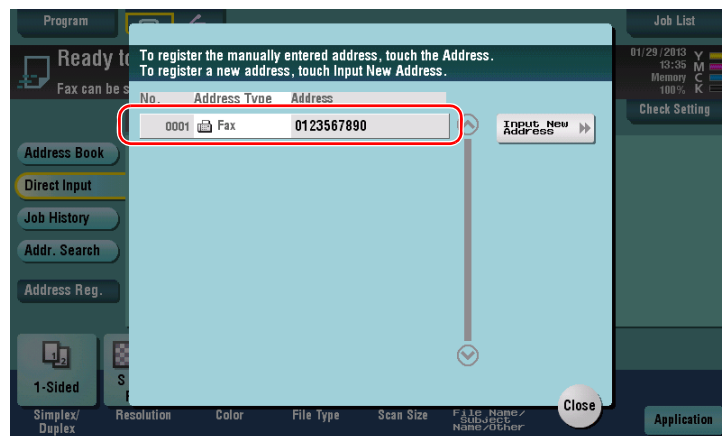 Program
Job List
Ready to
Fax can be s
01/29/2013
13:35
Memory
100%
Y
M
C
K
Check Setting
To register the manually entered address, touch the Address.
To register a new address, touch Input New Address.
No. Address Type Address
0001 Fax 0123567890
Input New
Address
Address Book
Direct Input
Job History
Addr. Search
Address Reg.
1-Sided
S
Close
Simplex/
Duplex
Resolution
Color
File Type
Scan Size
File Name/
Subject
Name/Other
Application